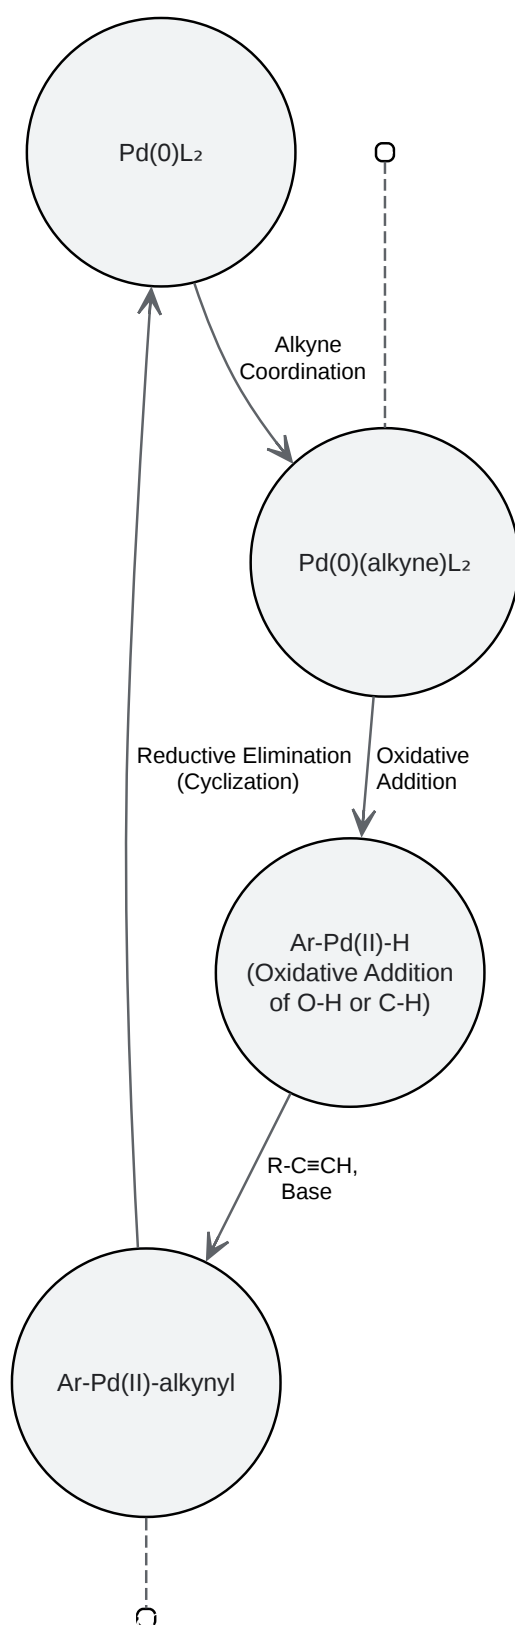 Pd(0)L₂
Alkyne
Coordination
Pd(0)(alkyne)L₂
Reductive Elimination
(Cyclization)
Oxidative
Addition
Ar-Pd(II)-H
(Oxidative Addition
of O-H or C-H)
R-C≡CH,
Base
Ar-Pd(II)-alkynyl